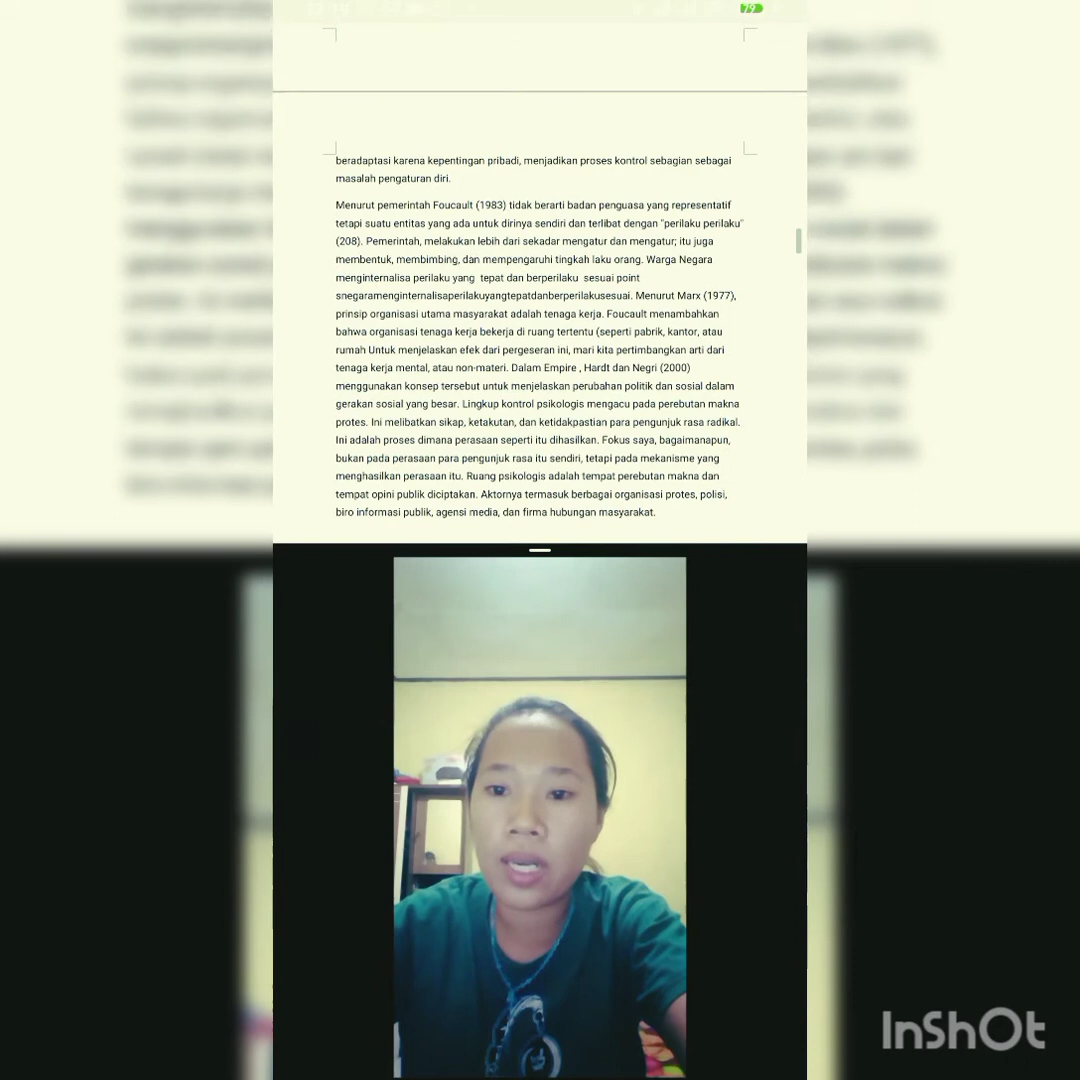 79
beradaptasi karena kepentingan pribadi, menjadikan proses kontrol sebagian sebagai
masalah pengaturan diri.
Menurut pemerintah Foucault (1983) tidak berarti badan penguasa yang representatif
tetapi suatu entitas yang ada untuk dirinya sendiri dan terlibat dengan "perilaku perilaku"
(208). Pemerintah, melakukan lebih dari sekadar mengatur dan mengatur; itu juga
membentuk, membimbing, dan mempengaruhi tingkah laku orang. Warga Negara
menginternalisa perilaku yang  tepat dan berperilaku  sesuai point
snegaramenginternalisaperilakuyangtepatdanberperilakusesuai. Menurut Marx (1977),
prinsip organisasi utama masyarakat adalah tenaga kerja. Foucault menambahkan
bahwa organisasi tenaga kerja bekerja di ruang tertentu (seperti pabrik, kantor, atau
rumah Untuk menjelaskan efek dari pergeseran ini, mari kita pertimbangkan arti dari
tenaga kerja mental, atau non-materi. Dalam Empire , Hardt dan Negri (2000)
menggunakan konsep tersebut untuk menjelaskan perubahan politik dan sosial dalam
gerakan sosial yang besar. Lingkup kontrol psikologis mengacu pada perebutan makna
protes. Ini melibatkan sikap, ketakutan, dan ketidakpastian para pengunjuk rasa radikal.
Ini adalah proses dimana perasaan seperti itu dihasilkan. Fokus saya, bagaimanapun,
bukan pada perasaan para pengunjuk rasa itu sendiri, tetapi pada mekanisme yang
menghasilkan perasaan itu. Ruang psikologis adalah tempat perebutan makna dan
tempat opini publik diciptakan. Aktornya termasuk berbagai organisasi protes, polisi,
biro informasi publik, agensi media, dan firma hubungan masyarakat.
InShOt